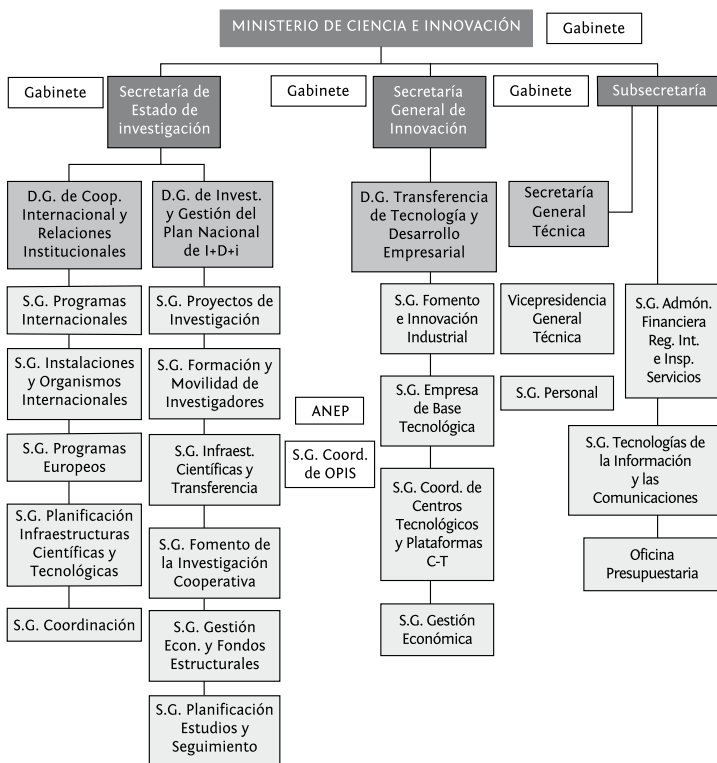 MINISTERIO DE CIENCIA E INNOVACIÓN
Gabinete
Gabinete
Secretaría de
Estado de
investigación
Gabinete
Secretaría
General de
Innovación
Gabinete
Subsecretaría
D.G. de Coop.
Internacional y
Relaciones
Institucionales
D.G. de Invest.
y Gestión del
Plan Nacional
de I+D+i
D.G. Transferencia
de Tecnología y
Desarrollo
Empresarial
Secretaría
General
Técnica
S.G. Programas
Internacionales
S.G. Instalaciones
y Organismos
Internacionales
S.G. Programas
Europeos
S.G. Planificación
Infraestructuras
Científicas y
Tecnológicas
S.G. Coordinación
S.G. Proyectos de
Investigación
S.G. Formación y
Movilidad de
Investigadores
S.G. Infraest.
Científicas y
Transferencia
S.G. Fomento de
la Investigación
Cooperativa
S.G. Gestión
Econ. y Fondos
Estructurales
S.G. Planificación
Estudios y
Seguimiento
ANEP
S.G. Coord.
de OPIS
S.G. Fomento
e Innovación
Industrial
S.G. Empresa
de Base
Tecnológica
S.G. Coord. de
Centros
Tecnológicos
y Plataformas
C-T
S.G. Gestión
Económica
Vicepresidencia
General
Técnica
S.G. Personal
S.G. Admón.
Financiera
Reg. Int.
e Insp.
Servicios
S.G. Tecnologías de
la Información
y las
Comunicaciones
Oficina
Presupuestaria